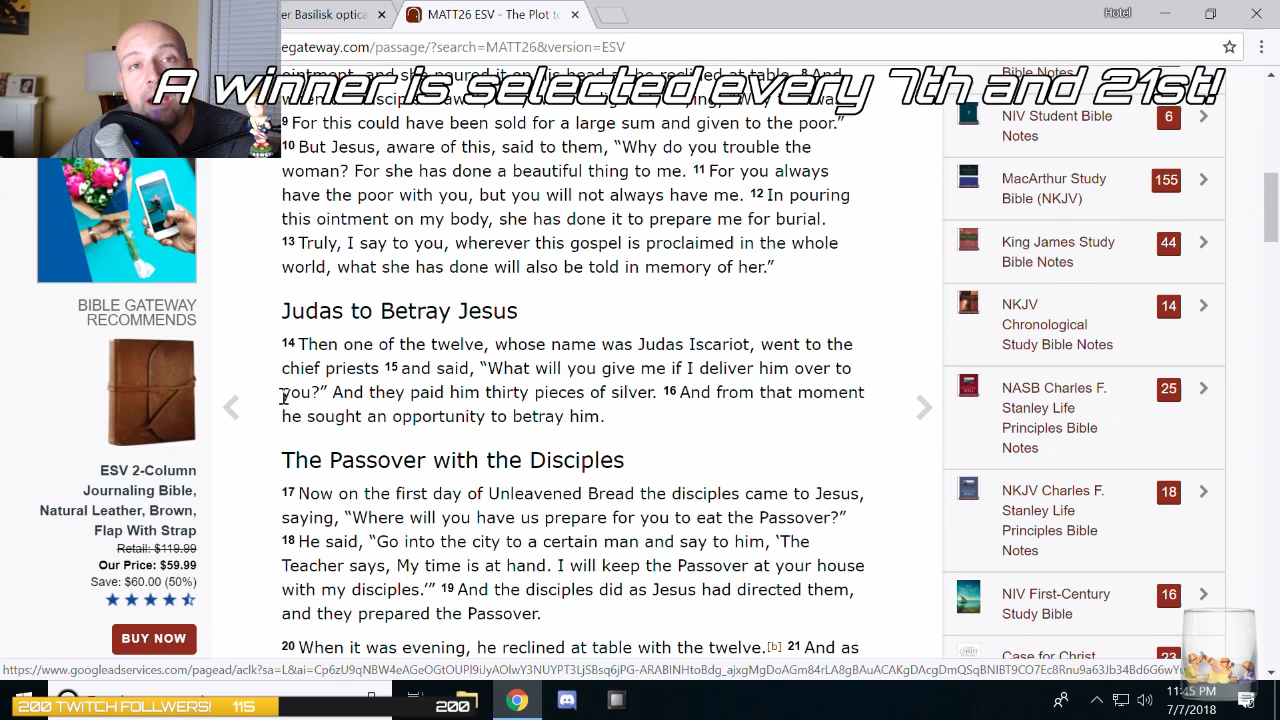 er Basilisk optica
MATT26 ESV - The Plot to
Hotel
egateway.com/passage/?search=MATT26&version=ESV
A winner is selected every 7th and 21st!
9 For this could have been sold for a large sum and given to the poor.”
10 But Jesus, aware of this, said to them, “Why do you trouble the
woman? For she has done a beautiful thing to me. 11 For you always
have the poor with you, but you will not always have me. 12 In pouring
this ointment on my body, she has done it to prepare me for burial.
13 Truly, I say to you, wherever this gospel is proclaimed in the whole
world, what she has done will also be told in memory of her.”
Judas to Betray Jesus
14 Then one of the twelve, whose name was Judas Iscariot, went to the
chief priests 15 and said, “What will you give me if I deliver him over to
you?” And they paid him thirty pieces of silver. 16 And from that moment
he sought an opportunity to betray him.
The Passover with the Disciples
17 Now on the first day of Unleavened Bread the disciples came to Jesus,
saying, “Where will you have us prepare for you to eat the Passover?”
18 He said, “Go into the city to a certain man and say to him, ‘The
Teacher says, My time is at hand. I will keep the Passover at your house
with my disciples.’” 19 And the disciples did as Jesus had directed them,
and they prepared the Passover.
20 When it was evening, he reclined at table with the twelve.[b] 21 And as
BIBLE GATEWAY
RECOMMENDS
ESV 2-Column
Journaling Bible,
Natural Leather, Brown,
Flap With Strap
Retail: $119.99
Our Price: $59.99
Save: $60.00 (50%)
BUY NOW
Bible Notes
NIV Student Bible
Notes
6
MacArthur Study
Bible (NKJV)
155
King James Study
Bible Notes
44
NKJV
Chronological
Study Bible Notes
14
NASB Charles F.
Stanley Life
Principles Bible
Notes
25
NKJV Charles F.
Stanley Life
Principles Bible
Notes
18
NIV First-Century
Study Bible
16
Case for Christ
23
200 TWITCH FOLLWERS!
115
200
11:45 PM
7/7/2018